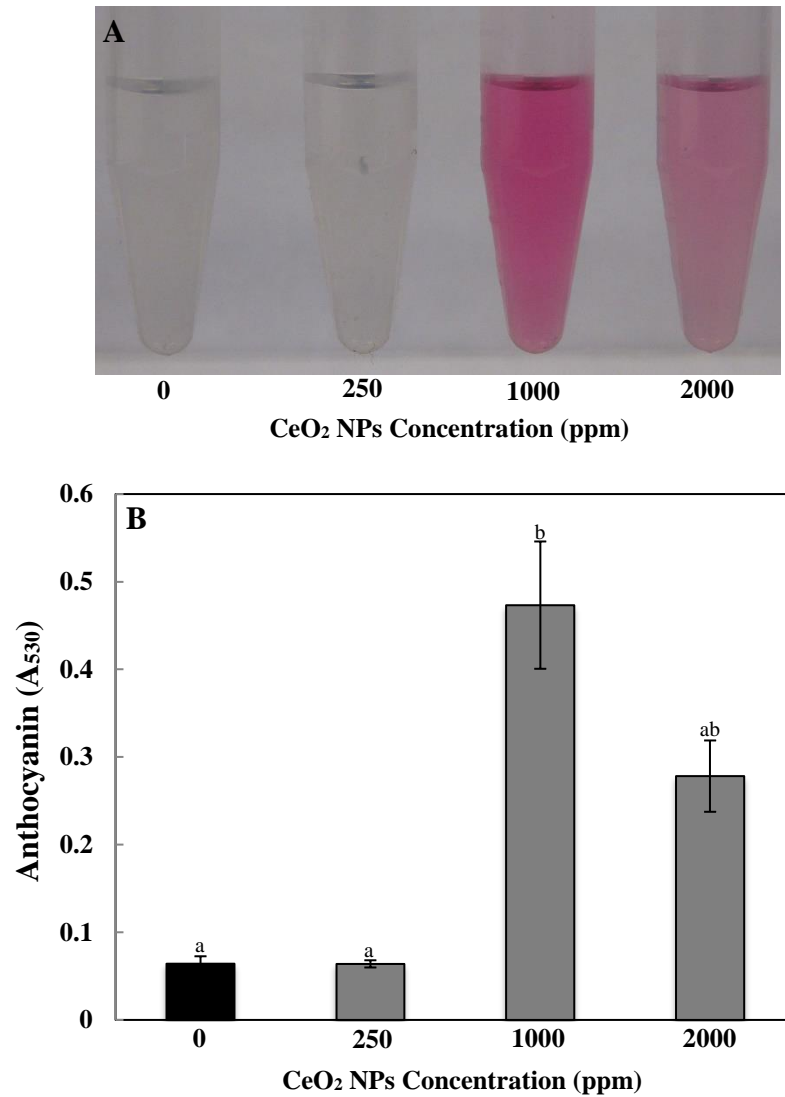 A
0 250 1000 2000
CeO₂ NPs Concentration (ppm)
0.6
B
b
0.5
0.4
ab
0.3
0.2
0.1
a a
0
Anthocyanin (A₅₃₀)
0 250 1000 2000
CeO₂ NPs Concentration (ppm)